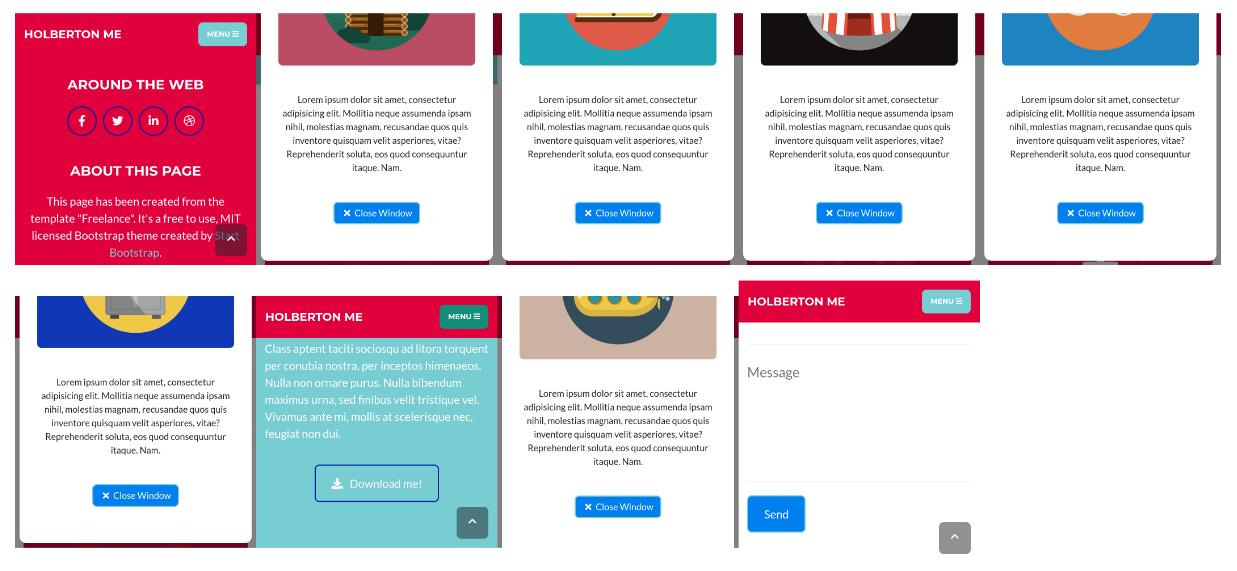 HOLBERTON ME
MENU
AROUND THE WEB
ABOUT THIS PAGE
This page has been created from the
template "Freelance". It's a free to use, MIT
licensed Bootstrap theme created by Start
Bootstrap.
Lorem ipsum dolor sit amet, consectetur
adipisicing elit. Mollitia neque assumenda ipsam
nihil, molestias magnam, recusandae quos quis
inventore quisquam velit asperiores, vitae?
Reprehenderit soluta, eos quod consequuntur
itaque. Nam.
Close Window
Lorem ipsum dolor sit amet, consectetur
adipisicing elit. Mollitia neque assumenda ipsam
nihil, molestias magnam, recusandae quos quis
inventore quisquam velit asperiores, vitae?
Reprehenderit soluta, eos quod consequuntur
itaque. Nam.
Close Window
Lorem ipsum dolor sit amet, consectetur
adipisicing elit. Mollitia neque assumenda ipsam
nihil, molestias magnam, recusandae quos quis
inventore quisquam velit asperiores, vitae?
Reprehenderit soluta, eos quod consequuntur
itaque. Nam.
Close Window
Lorem ipsum dolor sit amet, consectetur
adipisicing elit. Mollitia neque assumenda ipsam
nihil, molestias magnam, recusandae quos quis
inventore quisquam velit asperiores, vitae?
Reprehenderit soluta, eos quod consequuntur
itaque. Nam.
Close Window
Lorem ipsum dolor sit amet, consectetur
adipisicing elit. Mollitia neque assumenda ipsam
nihil, molestias magnam, recusandae quos quis
inventore quisquam velit asperiores, vitae?
Reprehenderit soluta, eos quod consequuntur
itaque. Nam.
Close Window
HOLBERTON ME
MENU
Class aptent taciti sociosqu ad litora torquent
per conubia nostra, per inceptos himenaeos.
Nulla non ornare purus. Nulla bibendum
maximus urna, sed finibus velit tristique vel.
Vivamus ante mi, mollis at scelerisque nec,
feugiat non dui.
Download me!
Lorem ipsum dolor sit amet, consectetur
adipisicing elit. Mollitia neque assumenda ipsam
nihil, molestias magnam, recusandae quos quis
inventore quisquam velit asperiores, vitae?
Reprehenderit soluta, eos quod consequuntur
itaque. Nam.
Close Window
HOLBERTON ME
MENU
Message
Send